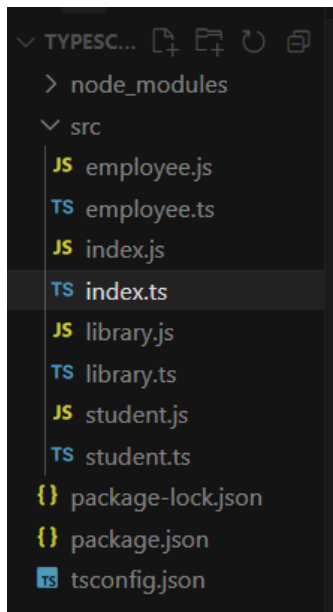 TYPESC...
node_modules
src
JS employee.js
TS employee.ts
JS index.js
TS index.ts
JS library.js
TS library.ts
JS student.js
TS student.ts
{} package-lock.json
{} package.json
TS tsconfig.json